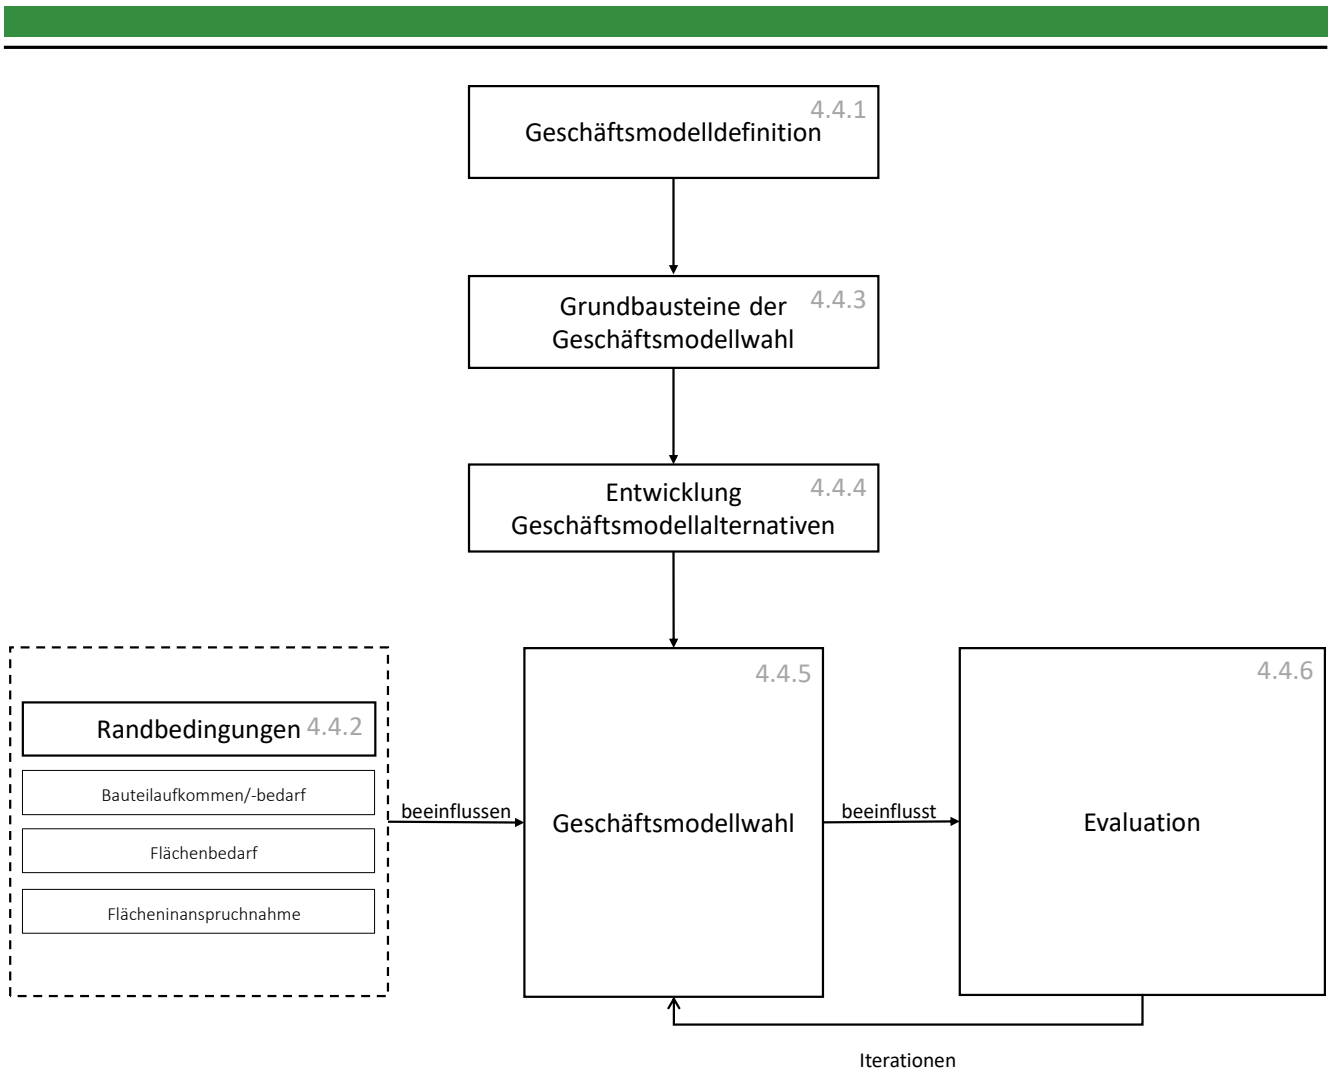 4.4.1
Geschäftsmodelldefinition
4.4.3
Grundbausteine der
Geschäftsmodellwahl
4.4.4
Entwicklung
Geschäftsmodellalternativen
Randbedingungen 4.4.2
Bauteilaufkommen/-bedarf
Flächenbedarf
Flächeninanspruchnahme
beeinflussen
4.4.5
Geschäftsmodellwahl
beeinflusst
4.4.6
Evaluation
Iterationen